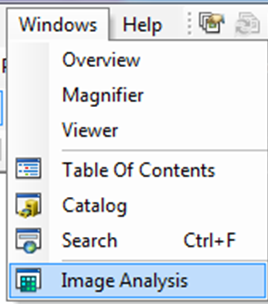 Windows Help
Overview
Magnifier
Viewer
Table Of Contents
Catalog
Search Ctrl+F
Image Analysis